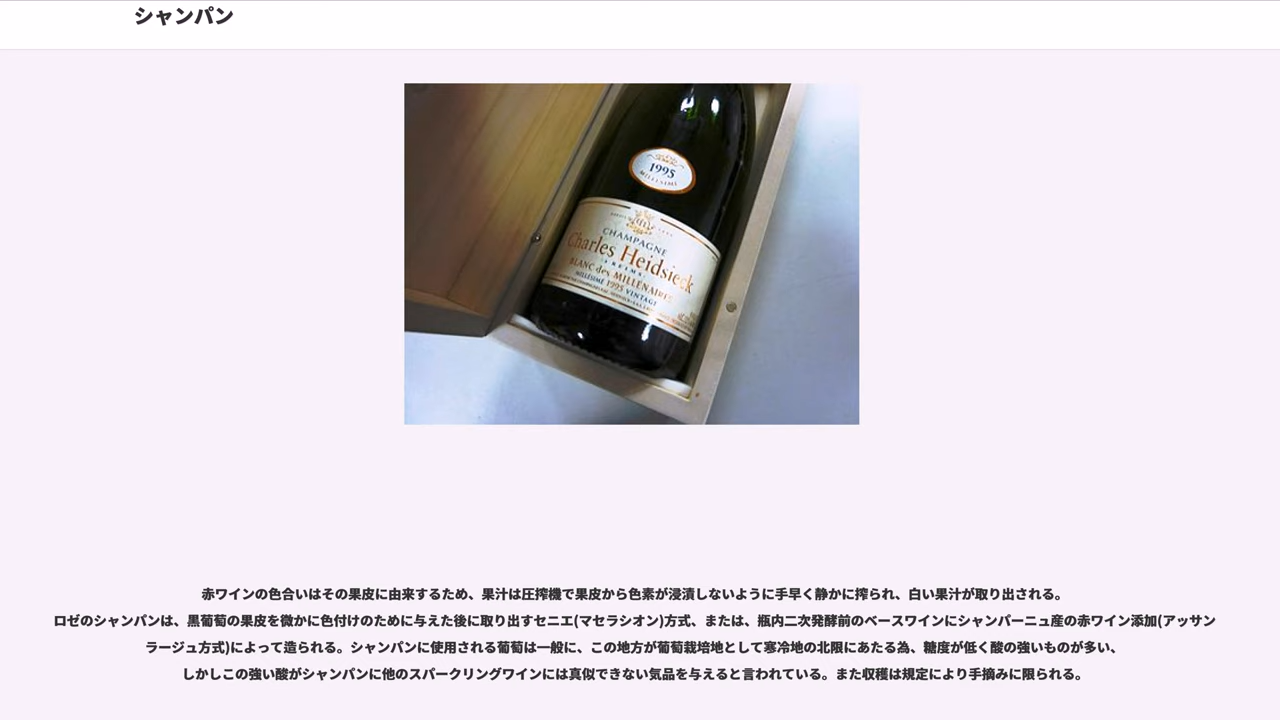 シャンパン
1995
MILLESIME
CHAMPAGNE
Charles Heidsieck
REIMS
BLANC des MILLENAIRES
MILLESIME 1995 VINTAGE
赤ワインの色合いはその果皮に由来するため、果汁は圧搾機で果皮から色素が浸漬しないように手早く静かに搾られ、白い果汁が取り出される。
ロゼのシャンパンは、黒葡萄の果皮を微かに色付けのために与えた後に取り出すセニエ(マセラシオン)方式、または、瓶内二次発酵前のベースワインにシャンパーニュ産の赤ワイン添加(アッサン
ラージュ方式)によって造られる。シャンパンに使用される葡萄は一般に、この地方が葡萄栽培地として寒冷地の北限にあたる為、糖度が低く酸の強いものが多い、
しかしこの強い酸がシャンパンに他のスパークリングワインには真似できない気品を与えると言われている。また収穫は規定により手摘みに限られる。